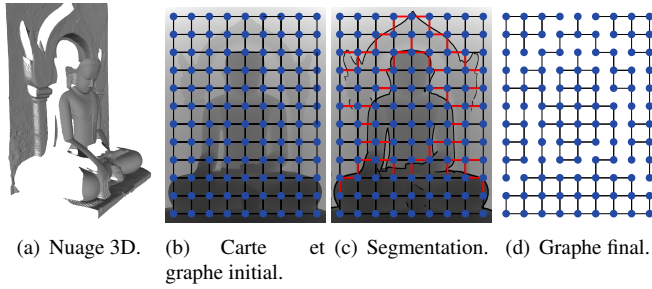 (a) Nuage 3D.
(b) Carte et
graphe initial.
(c) Segmentation.
(d) Graphe final.